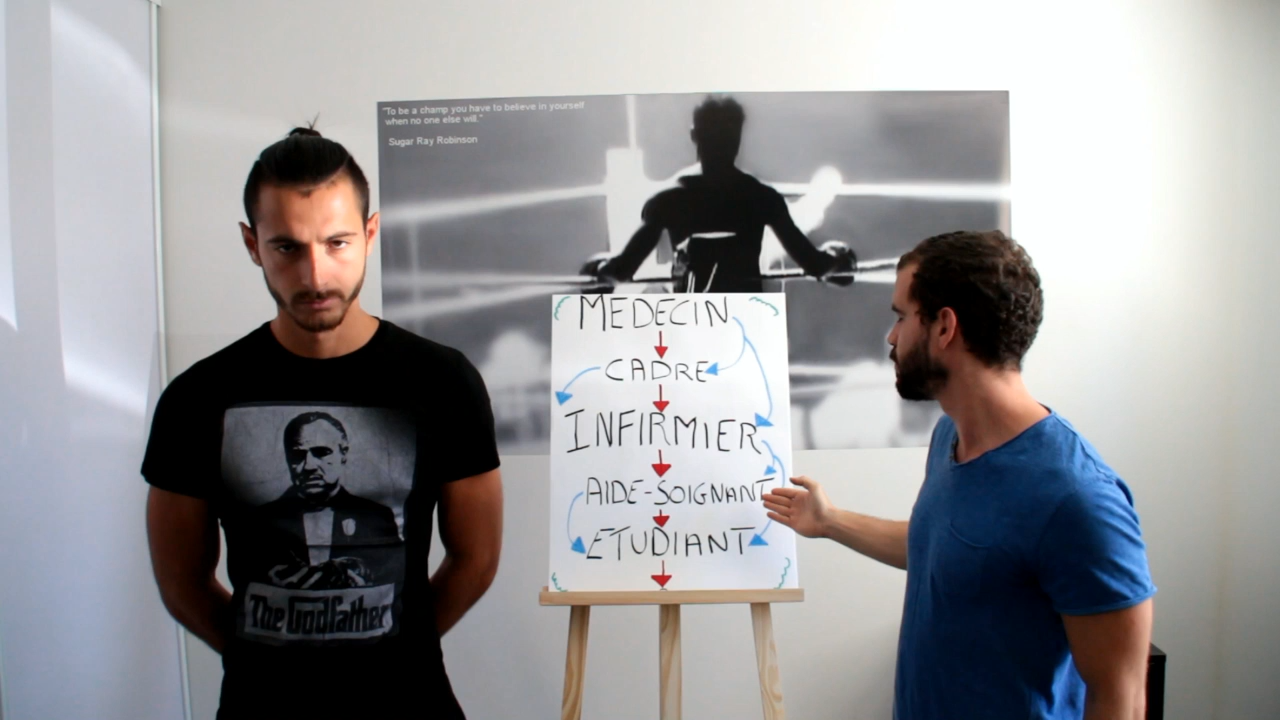 "To be a champ you have to believe in yourself
when no one else will."
Sugar Ray Robinson
MEDECIN
CADRE
INFIRMIER
AIDE-SOIGNANT
ETUDIANT
The Godfather